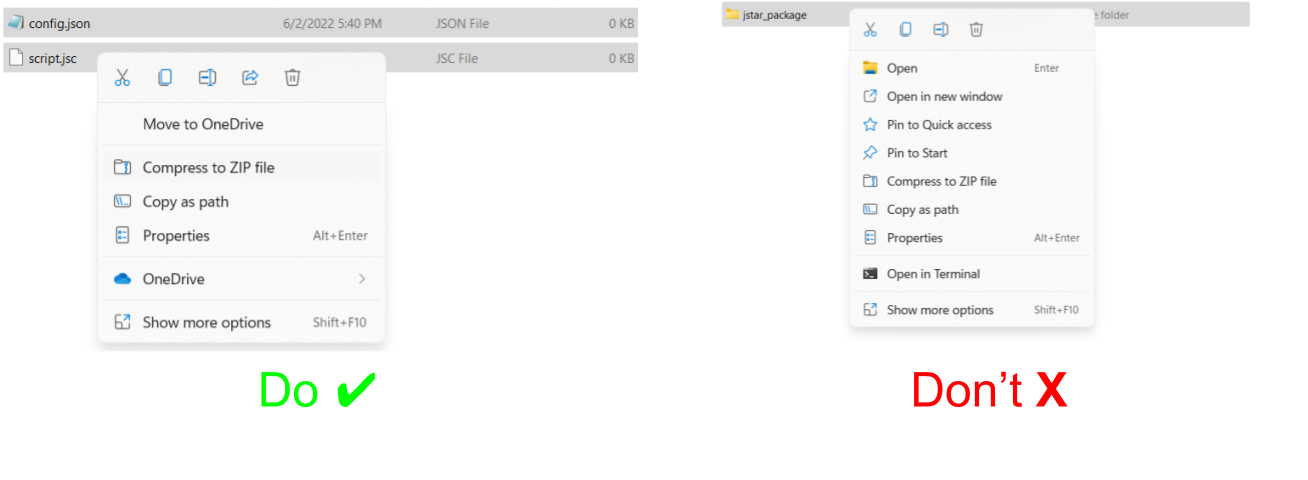 config.json 6/2/2022 5:40 PM JSON File 0 KB
script.jsc JSC File 0 KB
Move to OneDrive
Compress to ZIP file
Copy as path
Properties Alt+Enter
OneDrive
Show more options Shift+F10
Do ✔
jstar_package folder
Open Enter
Open in new window
Pin to Quick access
Pin to Start
Compress to ZIP file
Copy as path
Properties Alt+Enter
Open in Terminal
Show more options Shift+F10
Don't X